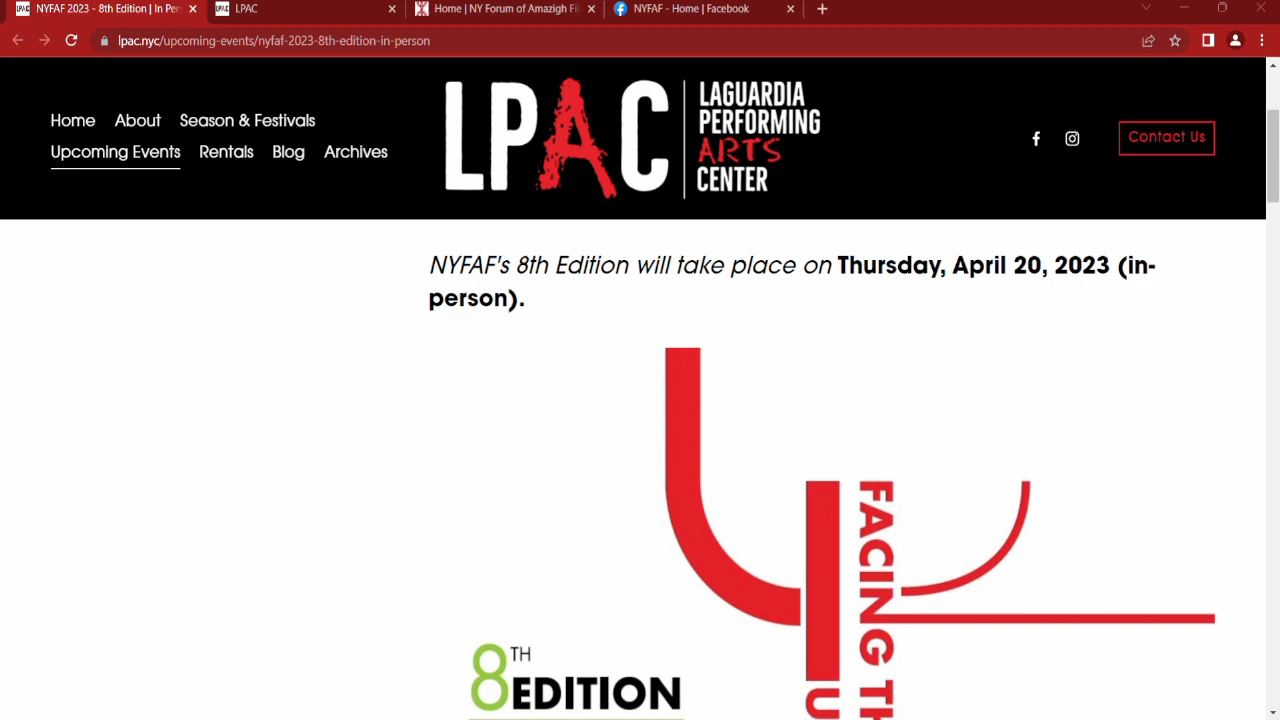 NYFAF 2023 - 8th Edition | In Per
LPAC
Home | NY Forum of Amazigh Fil
NYFAF - Home | Facebook
lpac.nyc/upcoming-events/nyfaf-2023-8th-edition-in-person
Home About Season & Festivals
Upcoming Events Rentals Blog Archives
LPAC
LAGUARDIA
PERFORMING
ARTS
CENTER
Contact Us
NYFAF's 8th Edition will take place on Thursday, April 20, 2023 (in-
person).
FACING TH
U
8TH
EDITION